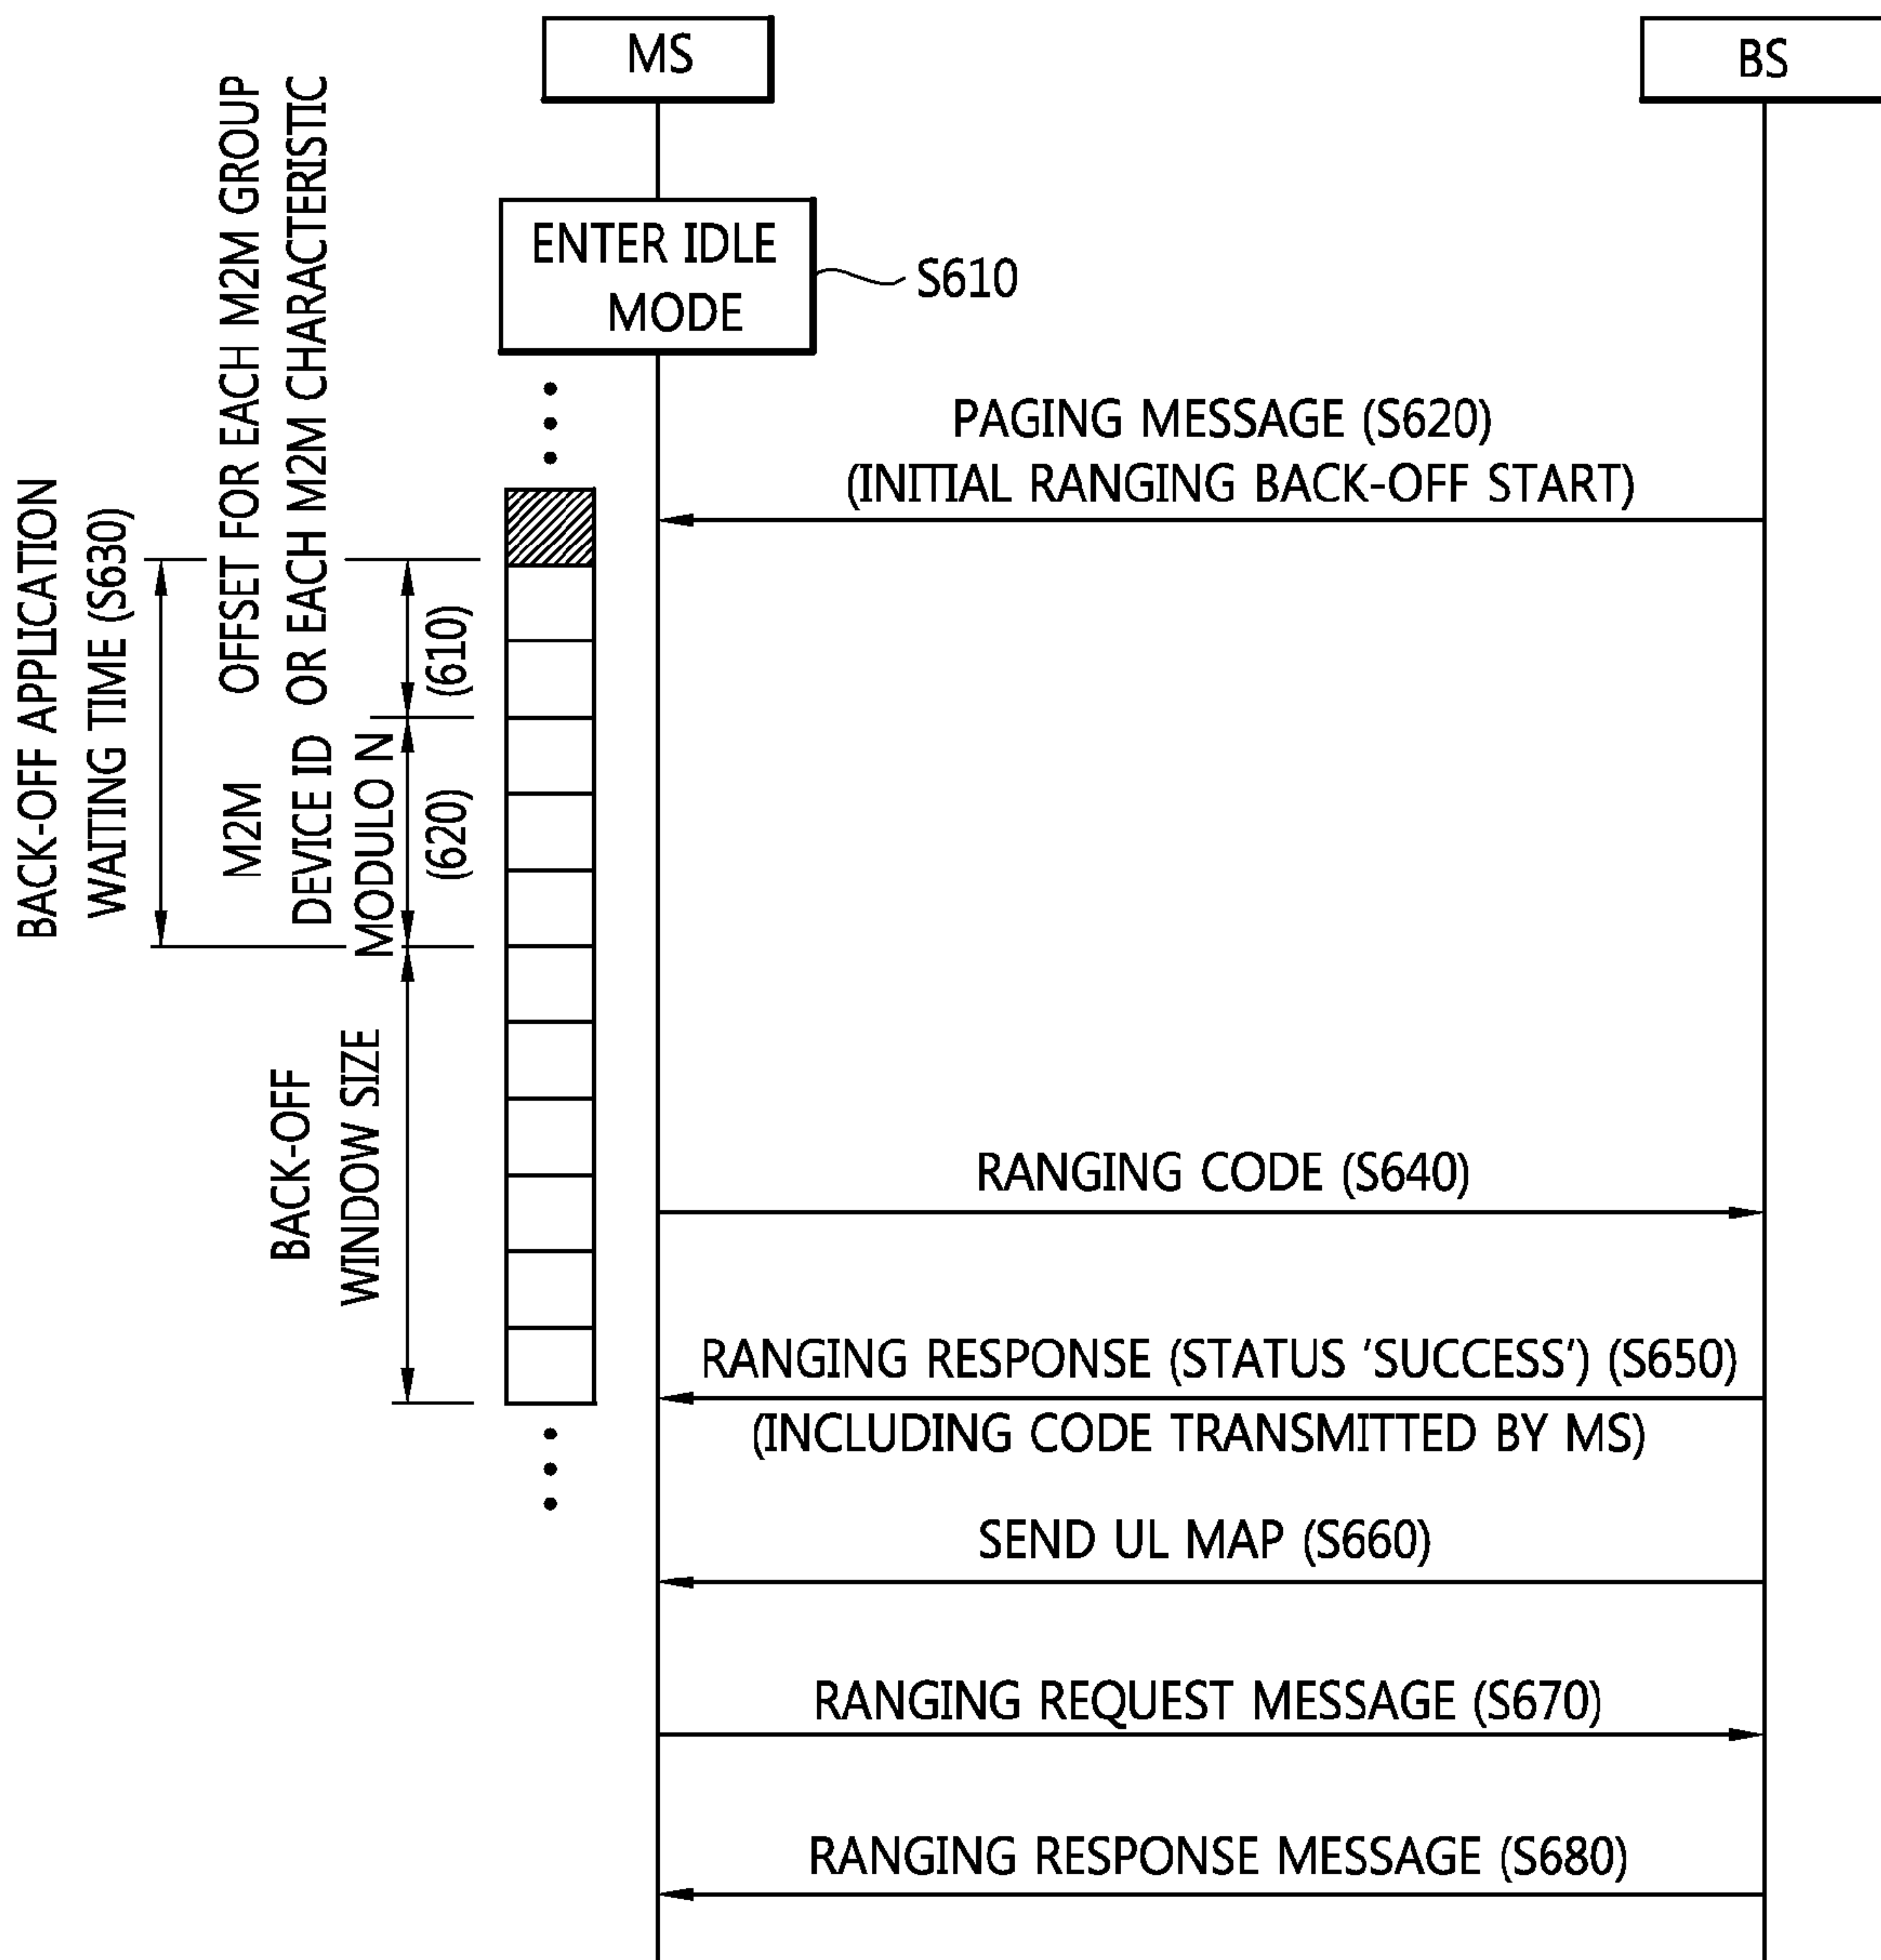 MS
BS
ENTER IDLE
MODE
S610
PAGING MESSAGE (S620)
(INITIAL RANGING BACK-OFF START)
BACK-OFF APPLICATION
WAITING TIME (S630)
OFFSET FOR EACH M2M GROUP
OR EACH M2M CHARACTERISTIC
(610)
M2M
DEVICE ID
MODULO N
(620)
BACK-OFF
WINDOW SIZE
RANGING CODE (S640)
RANGING RESPONSE (STATUS 'SUCCESS') (S650)
(INCLUDING CODE TRANSMITTED BY MS)
SEND UL MAP (S660)
RANGING REQUEST MESSAGE (S670)
RANGING RESPONSE MESSAGE (S680)